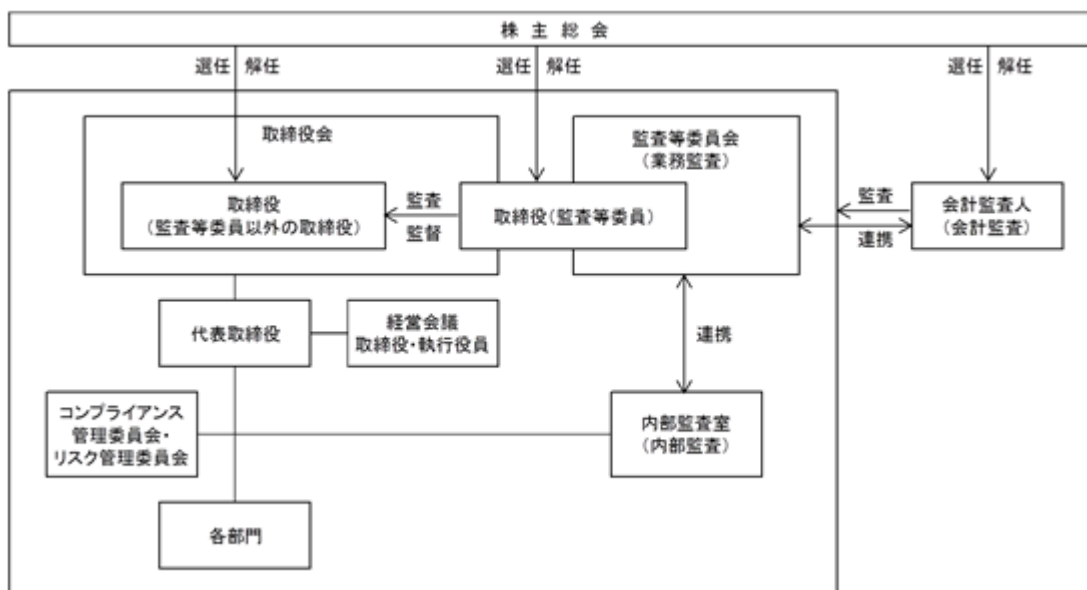 株主総会
選任 解任
選任 解任
選任 解任
取締役会
監査等委員会
(業務監査)
取締役
(監査等委員以外の取締役)
監査
監督
取締役(監査等委員)
監査
連携
会計監査人
(会計監査)
代表取締役
経営会議
取締役・執行役員
連携
コンプライアンス
管理委員会・
リスク管理委員会
内部監査室
(内部監査)
各部門